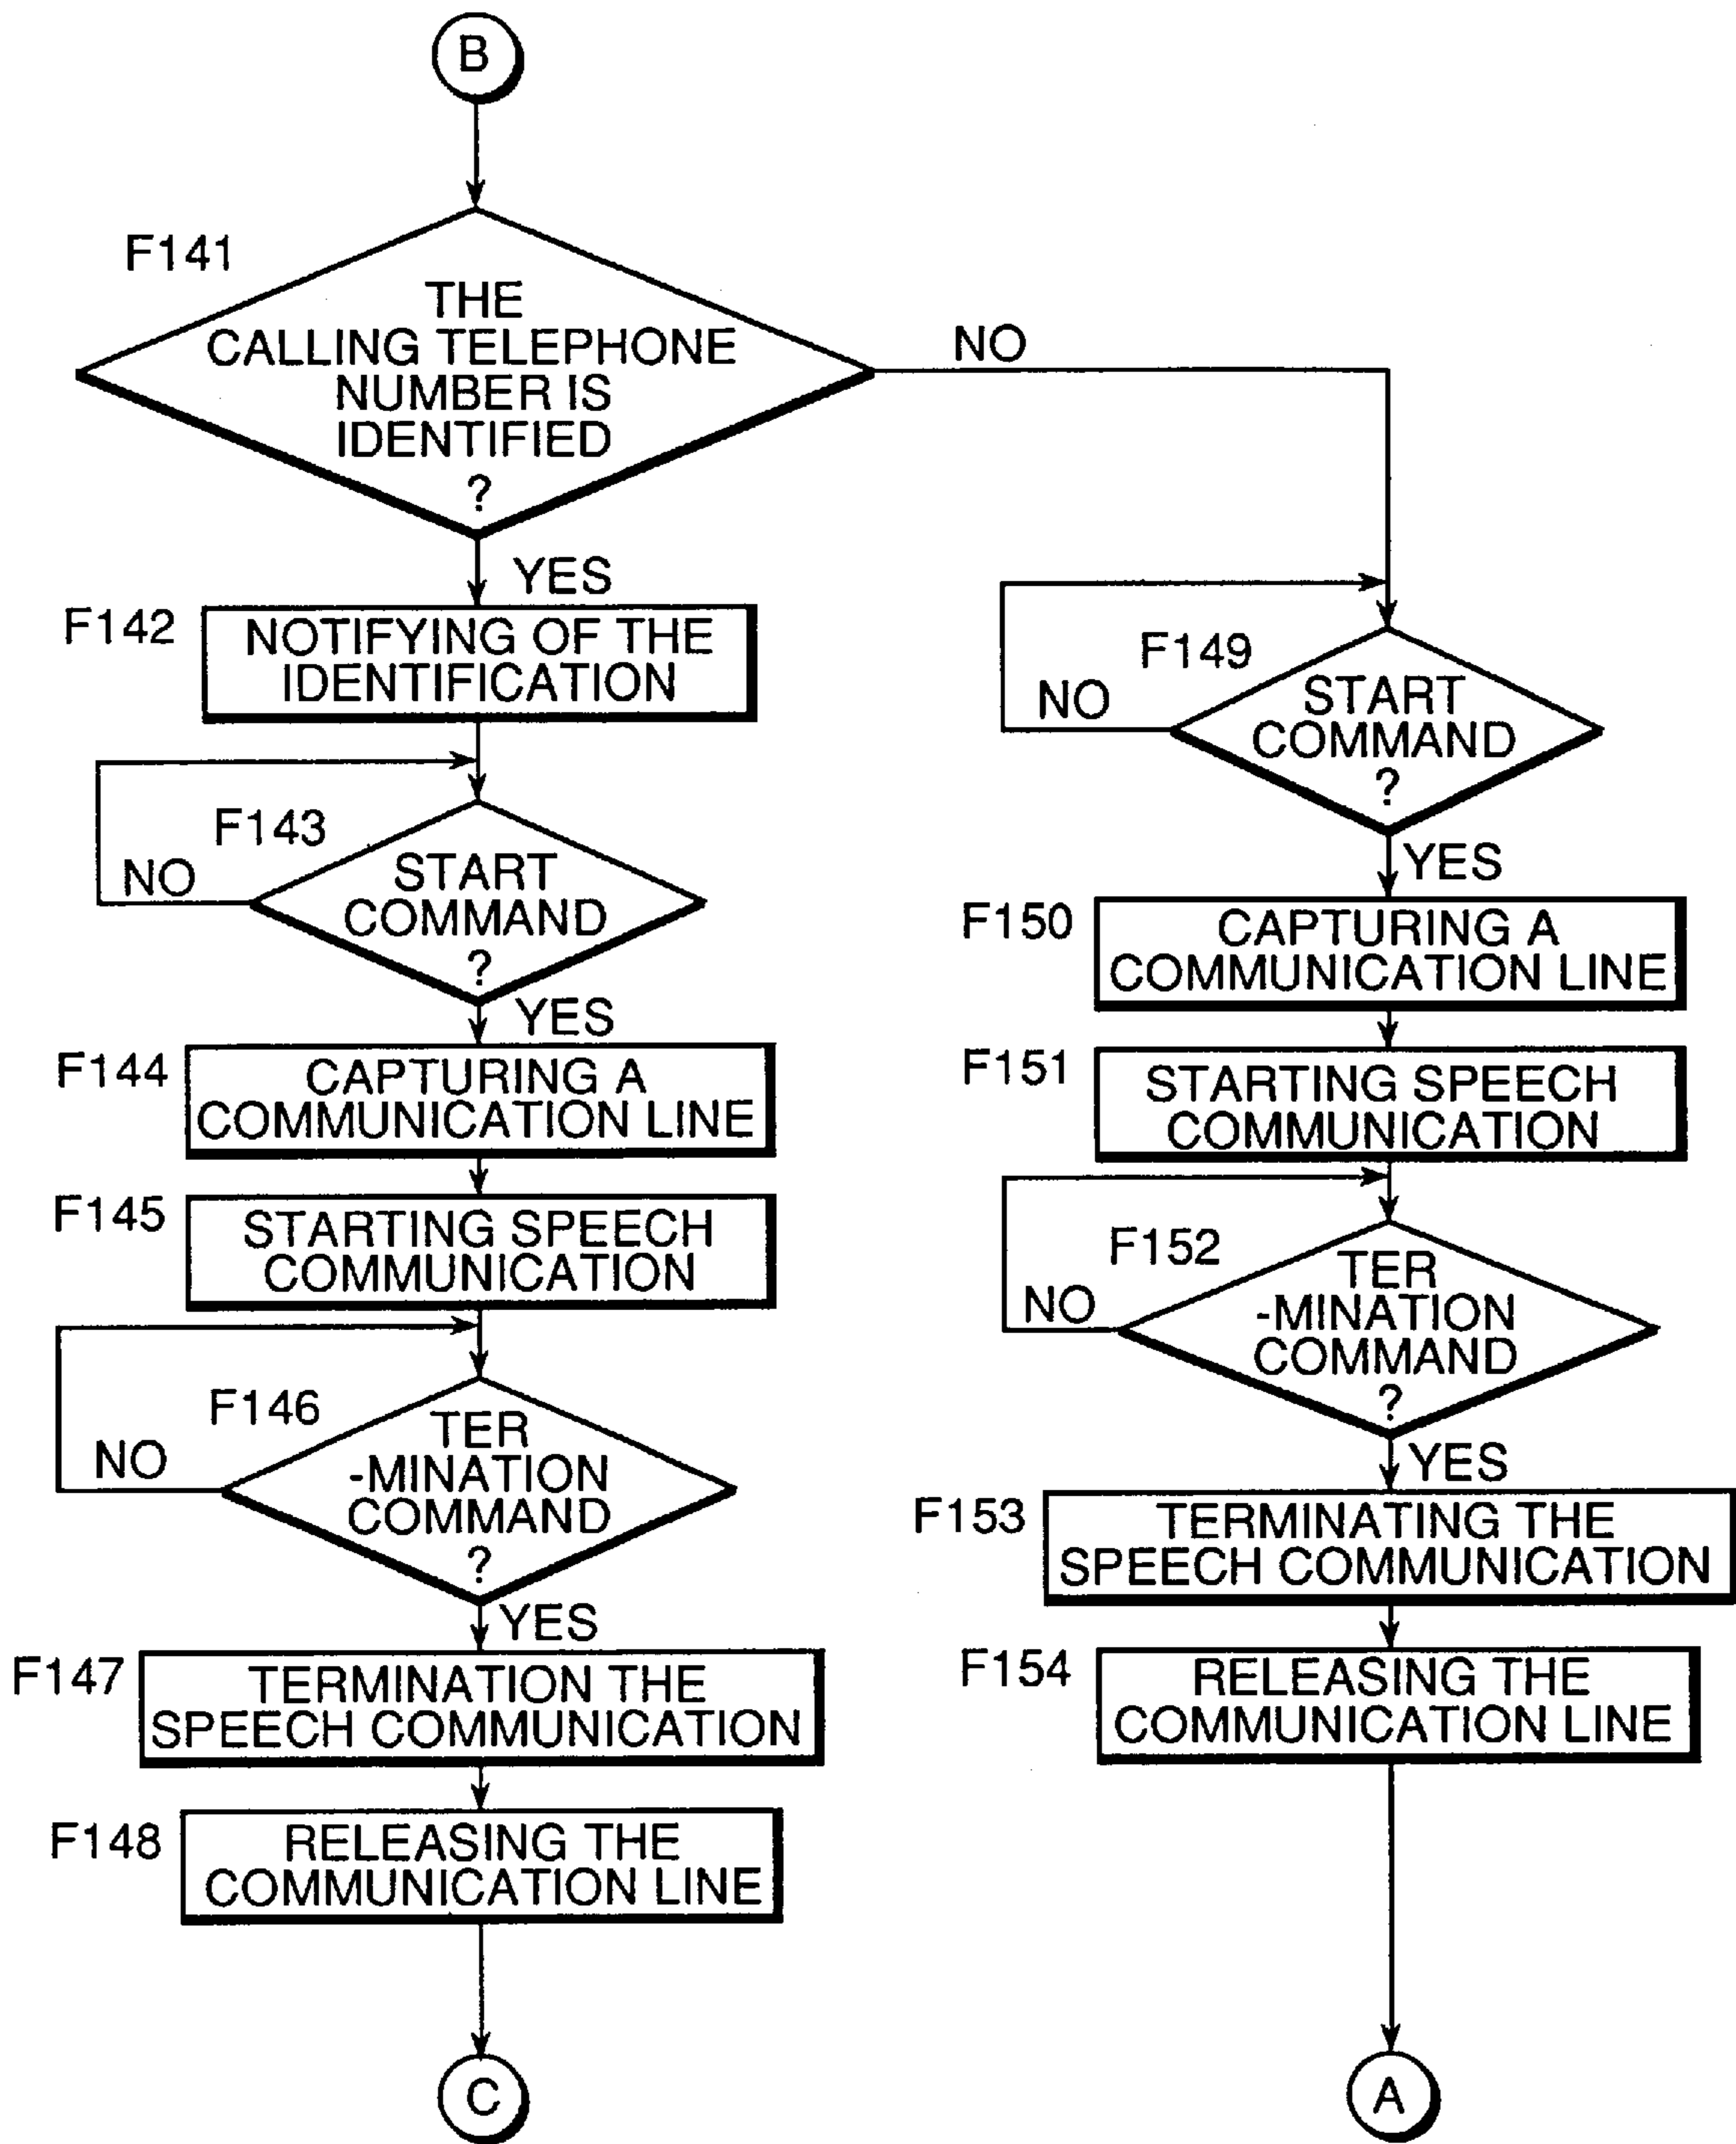 B
F141
THE
CALLING TELEPHONE
NUMBER IS
IDENTIFIED
?
NO
YES
F142
NOTIFYING OF THE
IDENTIFICATION
F143
NO
START
COMMAND
?
YES
F144
CAPTURING A
COMMUNICATION LINE
F145
STARTING SPEECH
COMMUNICATION
F146
NO
TER
-MINATION
COMMAND
?
YES
F147
TERMINATION THE
SPEECH COMMUNICATION
F148
RELEASING THE
COMMUNICATION LINE
C
F149
NO
START
COMMAND
?
YES
F150
CAPTURING A
COMMUNICATION LINE
F151
STARTING SPEECH
COMMUNICATION
F152
NO
TER
-MINATION
COMMAND
?
YES
F153
TERMINATING THE
SPEECH COMMUNICATION
F154
RELEASING THE
COMMUNICATION LINE
A